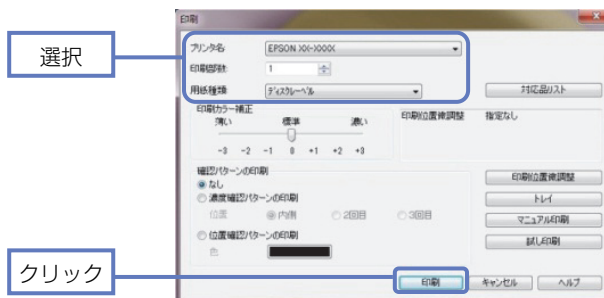 印刷
プリンタ名: EPSON XX(-)XXXX
印刷部数: 1
用紙種類 ディスクレーベル 対応品リスト
選択
印刷カラー補正
薄い 標準 濃い
-3 -2 -1 0 +1 +2 +3
印刷位置微調整 指定なし
確認パターンの印刷
なし
濃度確認パターンの印刷
位置 内側 2回目 3回目
位置確認パターンの印刷
色
印刷位置微調整
トレイ
マニュアル印刷
試し印刷
クリック
印刷 キャンセル ヘルプ